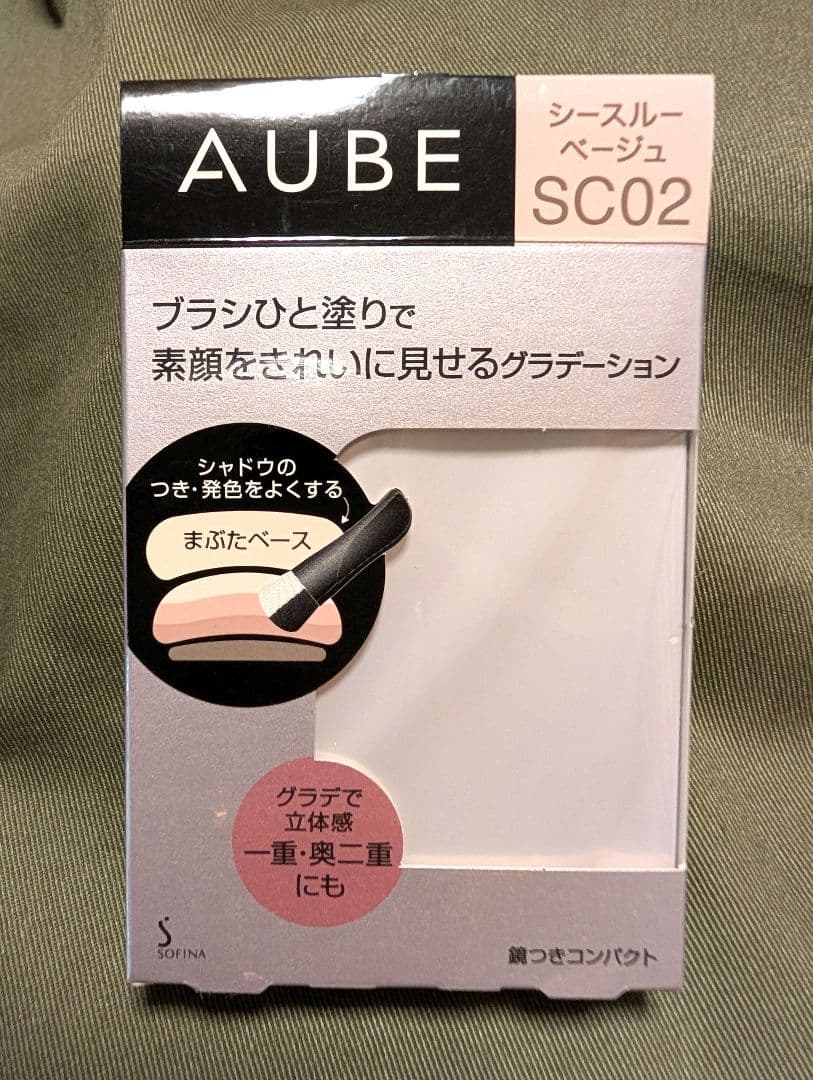 AUBE
シースルー
ベージュ
SC02
ブラシひと塗りで
素顔をきれいに見せるグラデーション
シャドウの
つき・発色をよくする
まぶたベース
グラデで
立体感
一重・奥二重
にも
SOFINA
鏡つきコンパクト